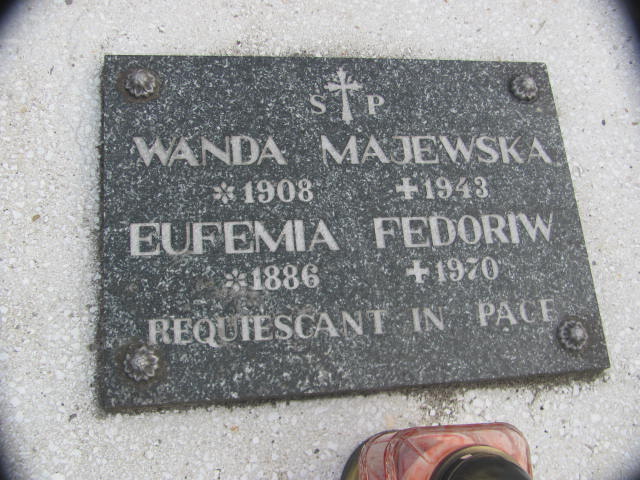 S P
WANDA MAJEWSKA
*1908 +1943
EUFEMIA FEDORIW
*1886 +1970
REQUIESCANT IN PACE